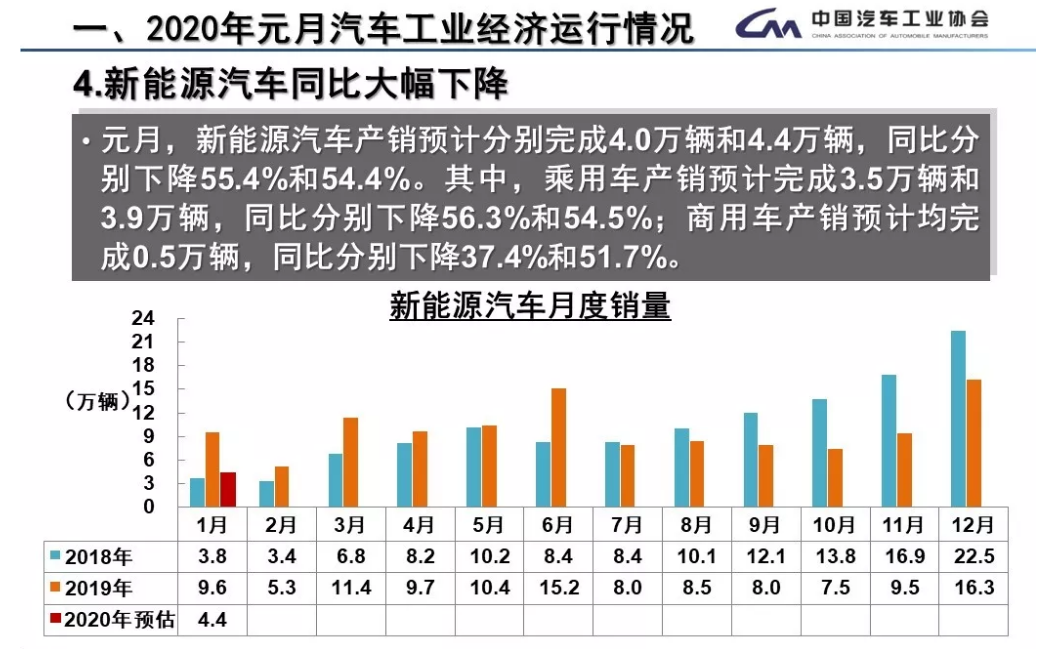 一、2020年元月汽车工业经济运行情况
中国汽车工业协会
CHINA ASSOCIATION OF AUTOMOBILE MANUFACTURERS
4.新能源汽车同比大幅下降
• 元月，新能源汽车产销预计分别完成4.0万辆和4.4万辆，同比分
别下降55.4%和54.4%。其中，乘用车产销预计完成3.5万辆和
3.9万辆，同比分别下降56.3%和54.5%；商用车产销预计均完
成0.5万辆，同比分别下降37.4%和51.7%。
新能源汽车月度销量
24
21
18
15
（万辆）
12
9
6
3
0
1月 2月 3月 4月 5月 6月 7月 8月 9月 10月 11月 12月
2018年 3.8 3.4 6.8 8.2 10.2 8.4 8.4 10.1 12.1 13.8 16.9 22.5
2019年 9.6 5.3 11.4 9.7 10.4 15.2 8.0 8.5 8.0 7.5 9.5 16.3
2020年预估 4.4